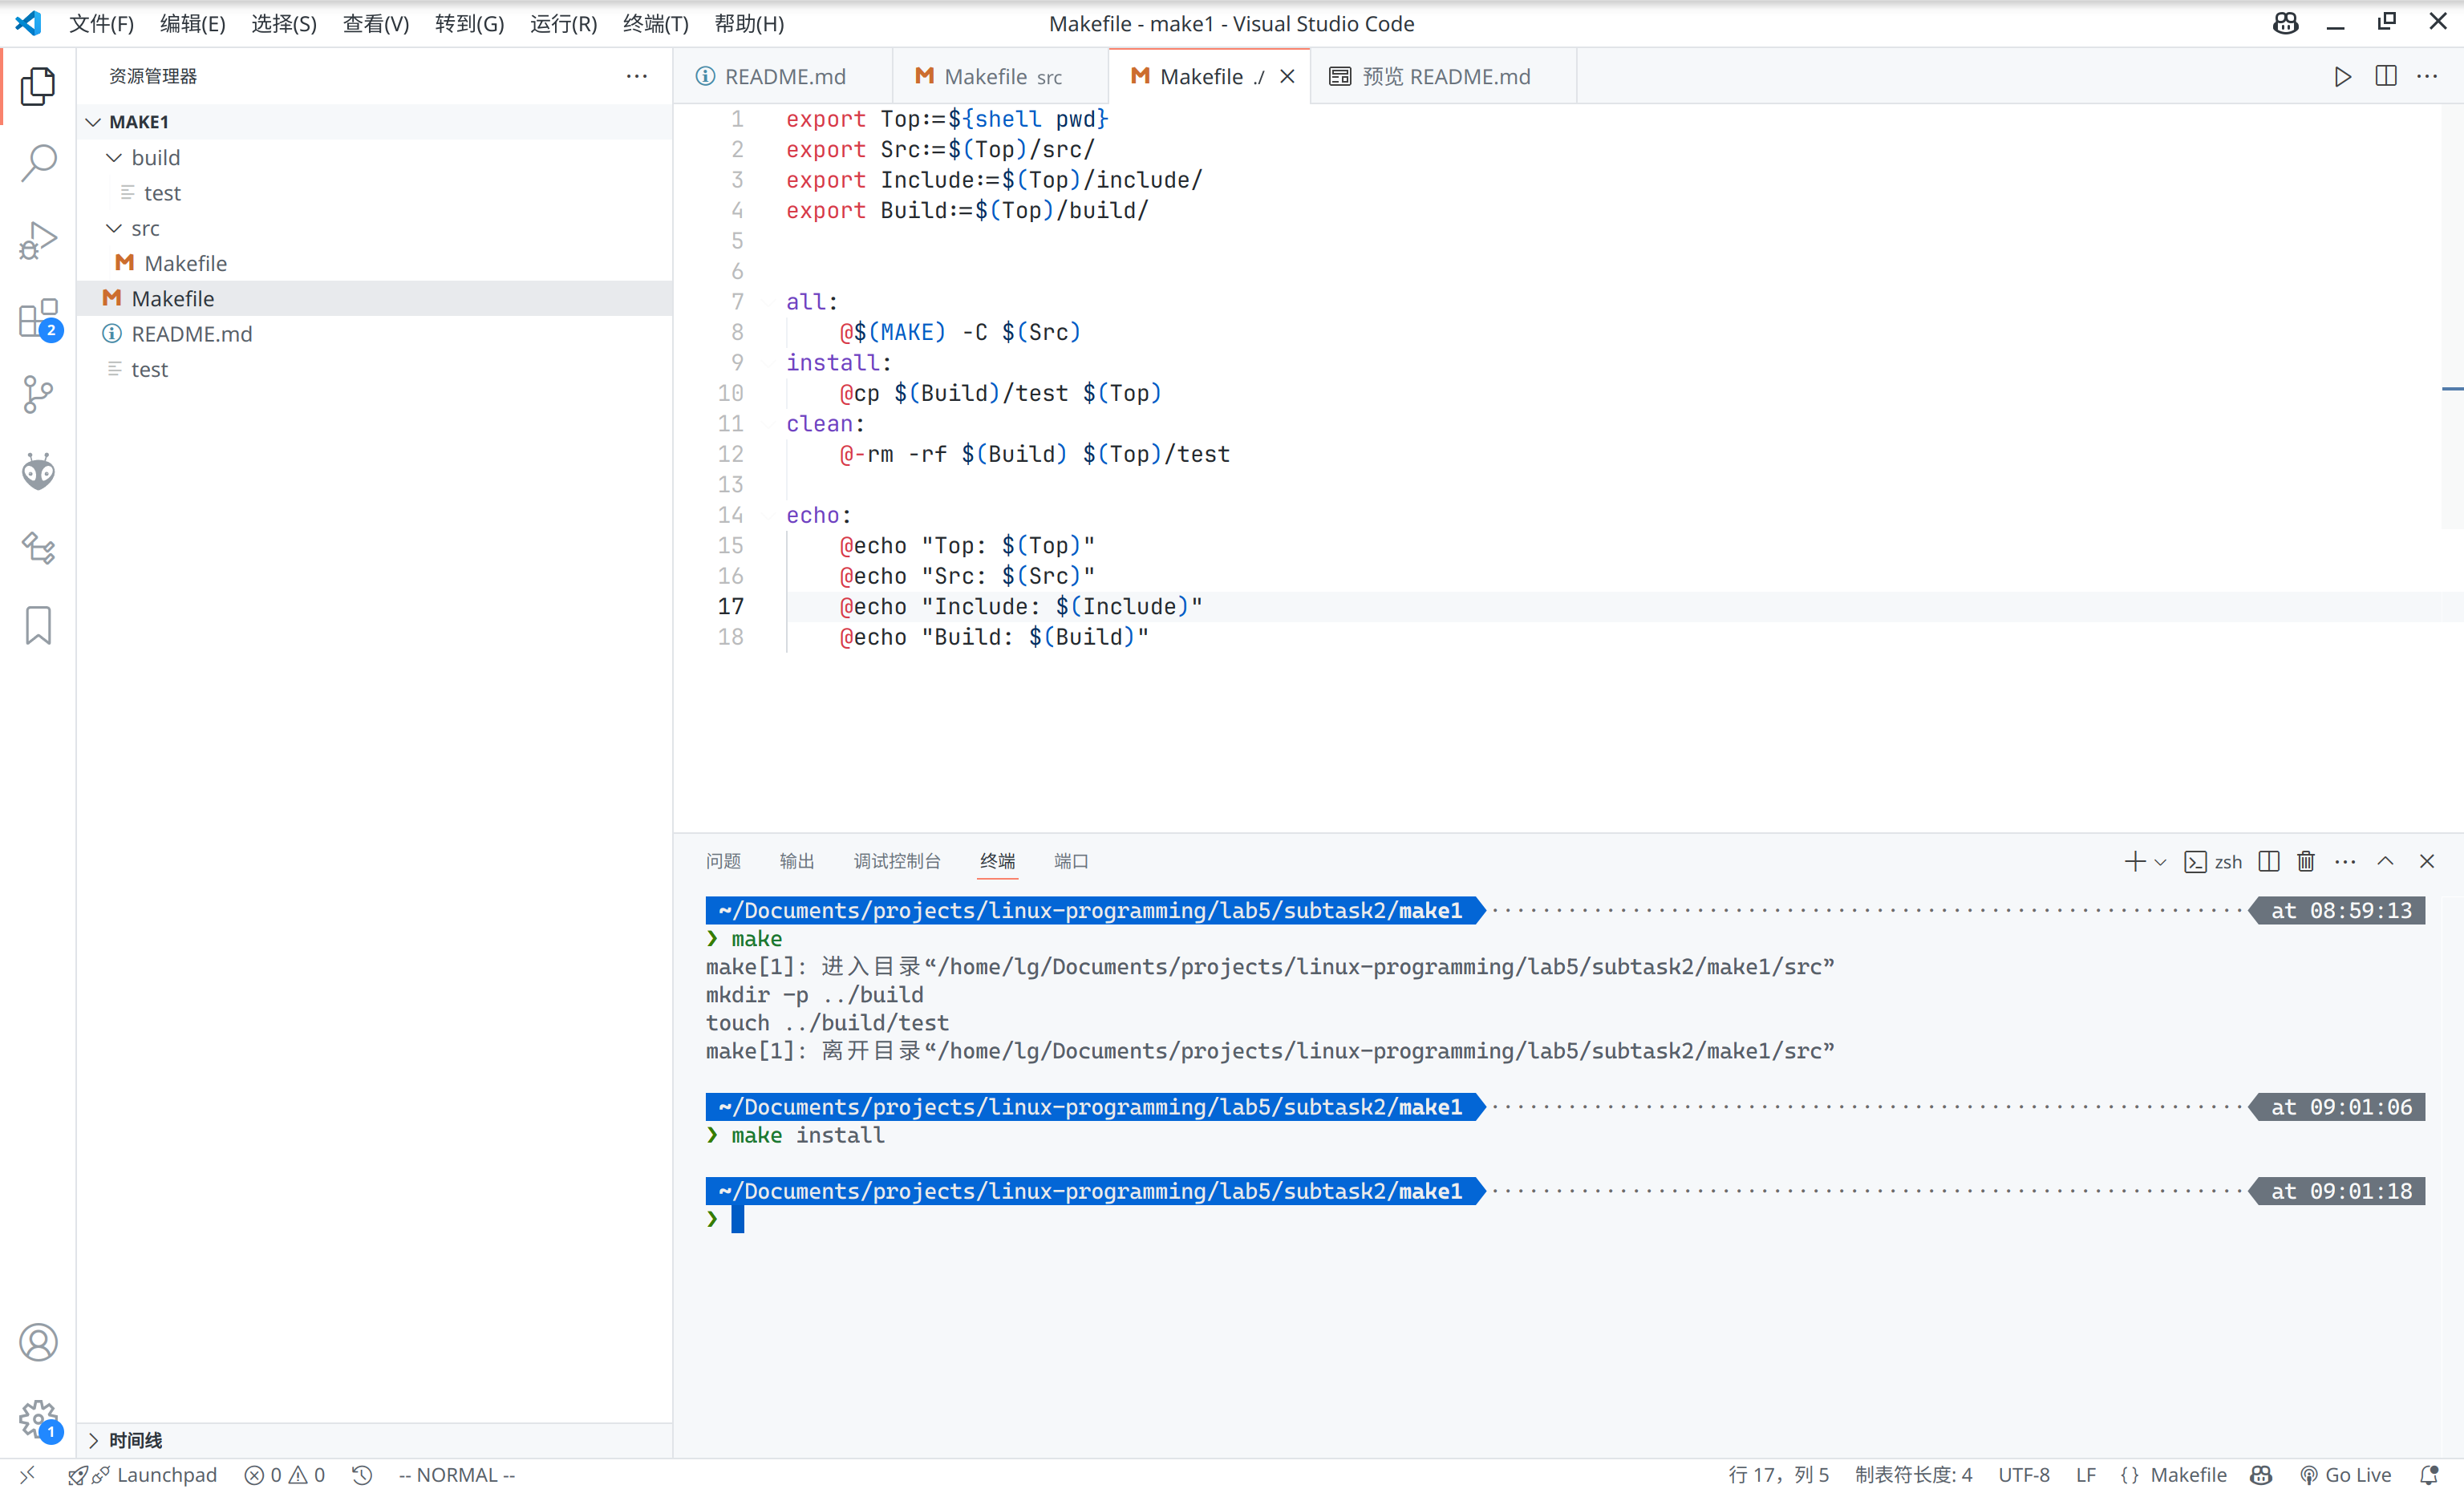 文件(F) 编辑(E) 选择(S) 查看(V) 转到(G) 运行(R) 终端(T) 帮助(H) Makefile - make1 - Visual Studio Code
资源管理器
README.md Makefile src Makefile ./ 预览 README.md
MAKE1
build
test
src
Makefile
Makefile
README.md
test
2
1
时间线
1 export Top:=${shell pwd}
2 export Src:=$(Top)/src/
3 export Include:=$(Top)/include/
4 export Build:=$(Top)/build/
5
6
7 all:
8 @$(MAKE) -C $(Src)
9 install:
10 @cp $(Build)/test $(Top)
11 clean:
12 @-rm -rf $(Build) $(Top)/test
13
14 echo:
15 @echo "Top: $(Top)"
16 @echo "Src: $(Src)"
17 @echo "Include: $(Include)"
18 @echo "Build: $(Build)"
问题 输出 调试控制台 终端 端口 zsh
~/Documents/projects/linux-programming/lab5/subtask2/make1 at 08:59:13
❯ make
make[1]: 进入目录“/home/lg/Documents/projects/linux-programming/lab5/subtask2/make1/src”
mkdir -p ../build
touch ../build/test
make[1]: 离开目录“/home/lg/Documents/projects/linux-programming/lab5/subtask2/make1/src”
~/Documents/projects/linux-programming/lab5/subtask2/make1 at 09:01:06
❯ make install
~/Documents/projects/linux-programming/lab5/subtask2/make1 at 09:01:18
❯
Launchpad 0 0 -- NORMAL -- 行 17，列 5 制表符长度: 4 UTF-8 LF {} Makefile Go Live